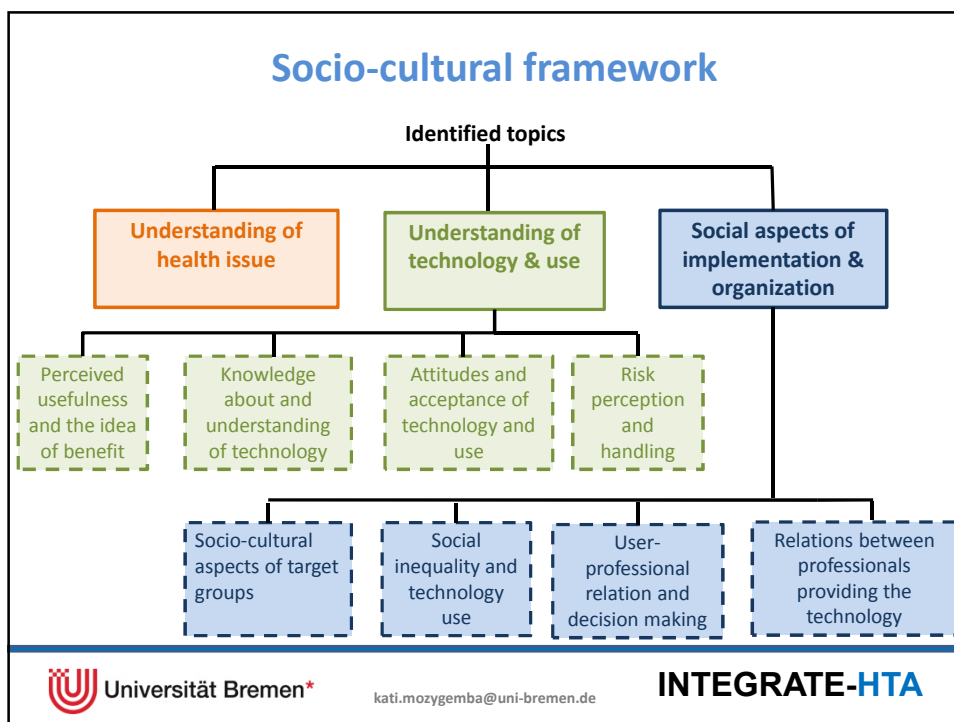 Socio-cultural framework
Identified topics
Understanding of
health issue
Understanding of
technology & use
Social aspects of
implementation &
organization
Perceived
usefulness
and the idea
of benefit
Knowledge
about and
understanding
of technology
Attitudes and
acceptance of
technology and
use
Risk
perception
and
handling
Socio-cultural
aspects of target
groups
Social
inequality and
technology
use
User-
professional
relation and
decision making
Relations between
professionals
providing the
technology
Universität Bremen*
kati.mozygemba@uni-bremen.de
INTEGRATE-HTA